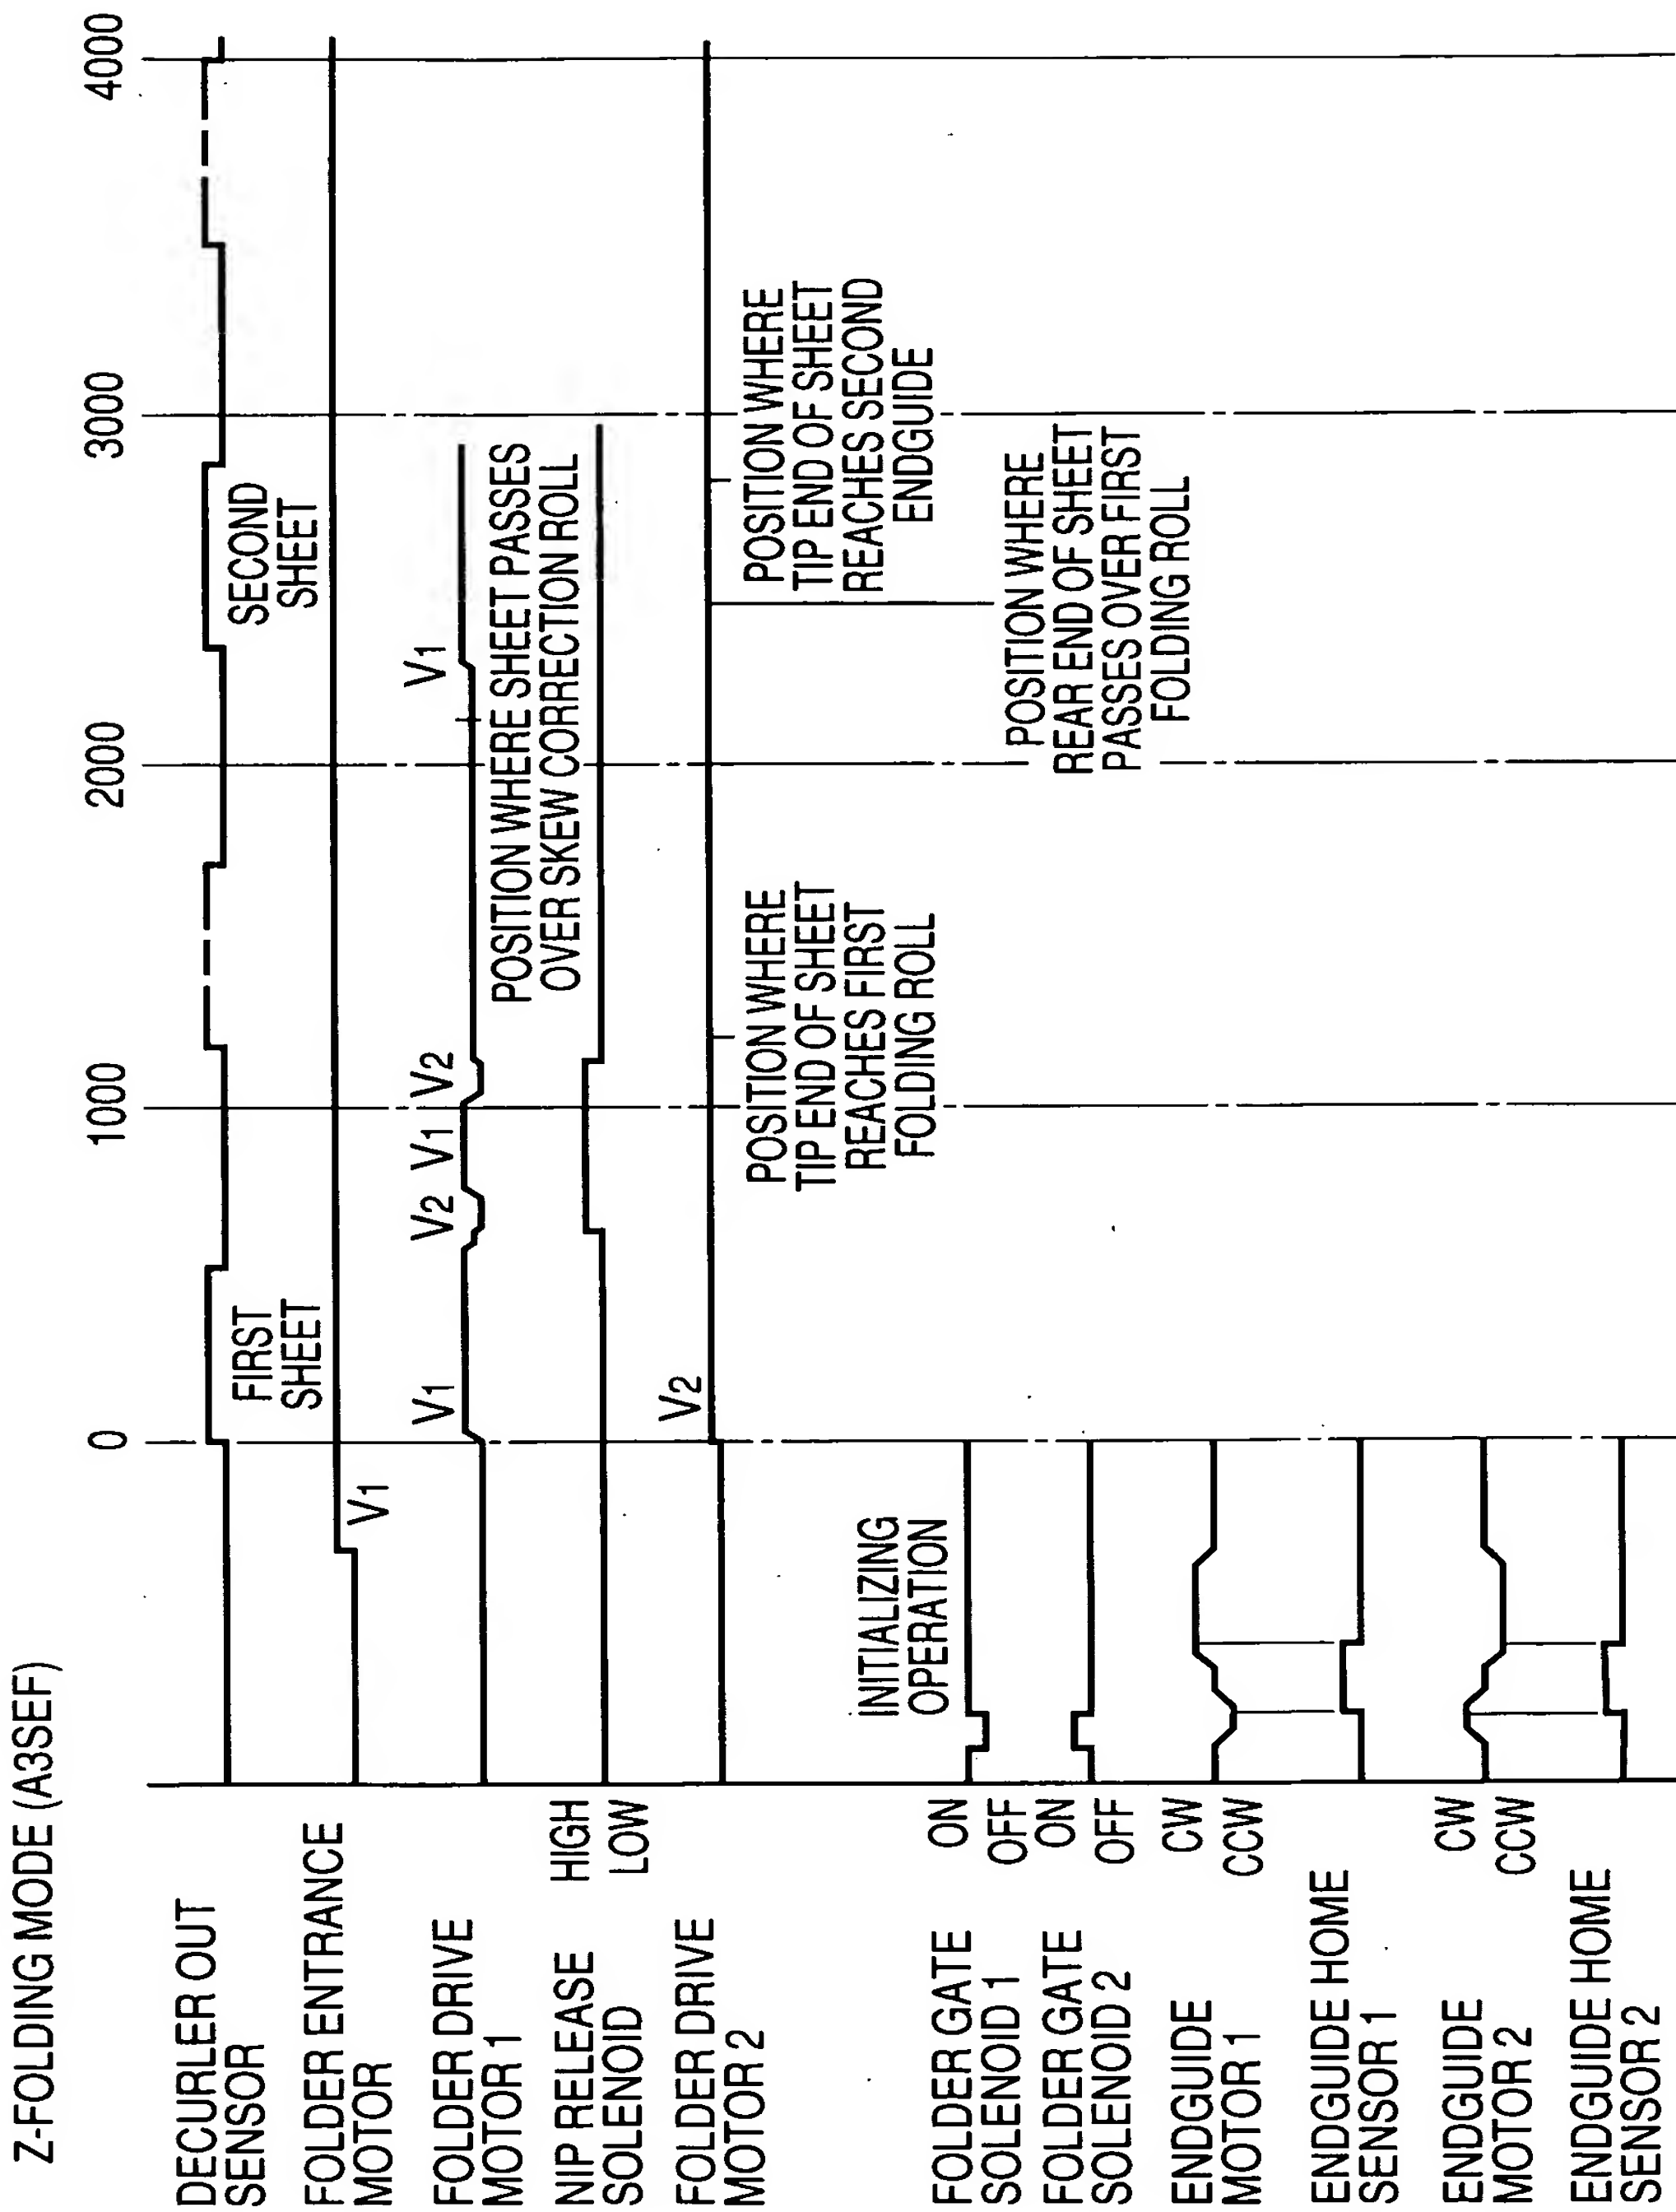 Z-FOLDING MODE (A3SEF)
0
1000
2000
3000
4000
DECURLER OUT
SENSOR
FIRST
SHEET
SECOND
SHEET
FOLDER ENTRANCE
MOTOR
V1
FOLDER DRIVE
MOTOR 1
V1
V2
V1
V2
V1
POSITION WHERE SHEET PASSES
OVER SKEW CORRECTION ROLL
NIP RELEASE
SOLENOID
HIGH
LOW
FOLDER DRIVE
MOTOR 2
V2
POSITION WHERE
TIP END OF SHEET
REACHES FIRST
FOLDING ROLL
POSITION WHERE
TIP END OF SHEET
REACHES SECOND
ENDGUIDE
POSITION WHERE
REAR END OF SHEET
PASSES OVER FIRST
FOLDING ROLL
INITIALIZING
OPERATION
FOLDER GATE
SOLENOID 1
ON
OFF
FOLDER GATE
SOLENOID 2
ON
OFF
ENDGUIDE
MOTOR 1
CW
CCW
ENDGUIDE HOME
SENSOR 1
ENDGUIDE
MOTOR 2
CW
CCW
ENDGUIDE HOME
SENSOR 2